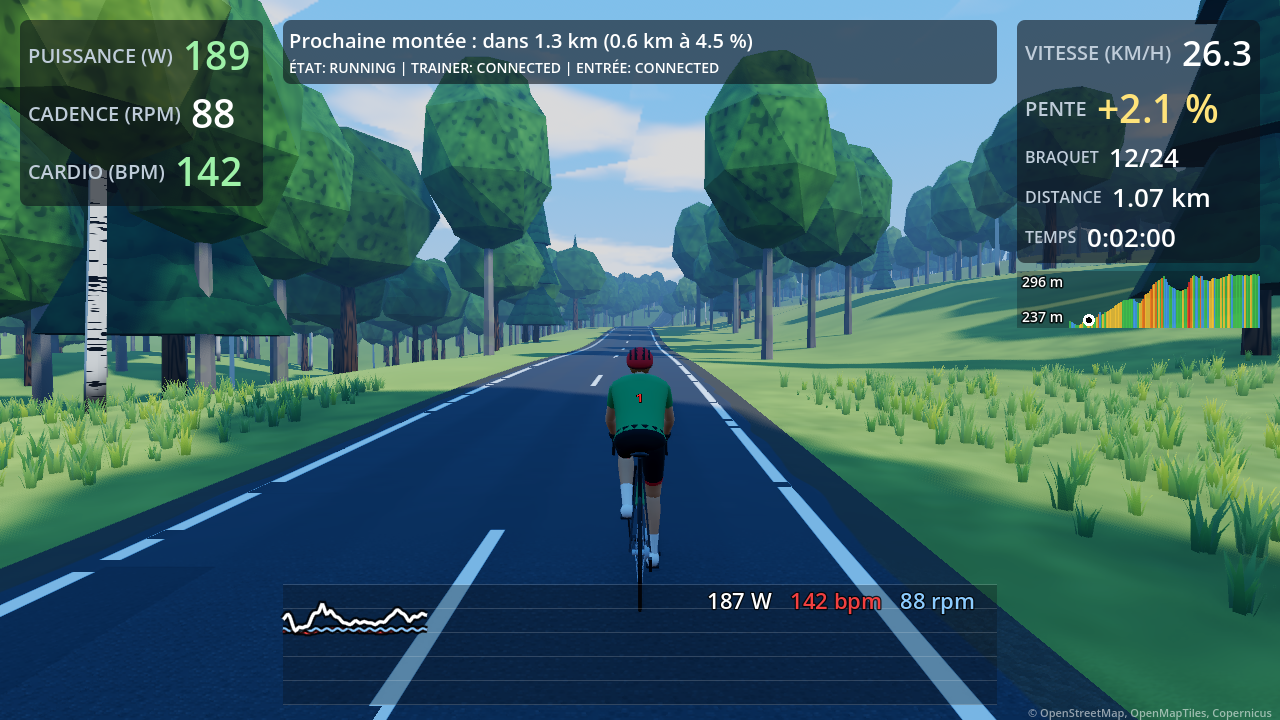 PUISSANCE (W) 189
CADENCE (RPM) 88
CARDIO (BPM) 142
Prochaine montée : dans 1.3 km (0.6 km à 4.5 %)
ÉTAT: RUNNING | TRAINER: CONNECTED | ENTRÉE: CONNECTED
VITESSE (KM/H) 26.3
PENTE +2.1 %
BRAQUET 12/24
DISTANCE 1.07 km
TEMPS 0:02:00
296 m
237 m
1
187 W 142 bpm 88 rpm
© OpenStreetMap, OpenMapTiles, Copernicus